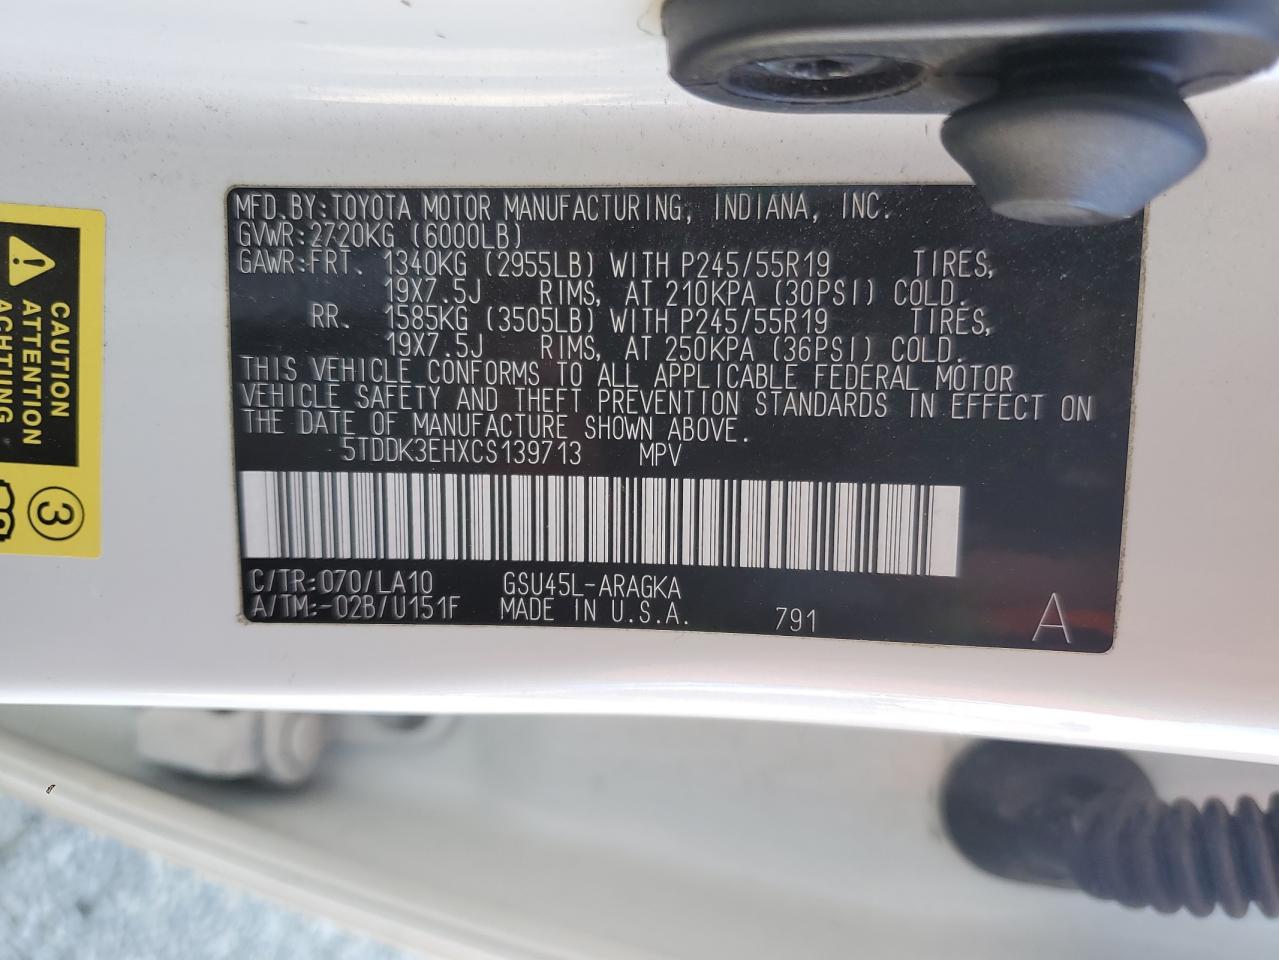 MFD.BY:TOYOTA MOTOR MANUFACTURING, INDIANA, INC.
GVWR:2720KG (6000LB)
GAWR:FRT. 1340KG (2955LB) WITH P245/55R19 TIRES,
19X7.5J RIMS, AT 210KPA (30PSI) COLD.
RR. 1585KG (3505LB) WITH P245/55R19 TIRES,
19X7.5J RIMS, AT 250KPA (36PSI) COLD.
THIS VEHICLE CONFORMS TO ALL APPLICABLE FEDERAL MOTOR
VEHICLE SAFETY AND THEFT PREVENTION STANDARDS IN EFFECT ON
THE DATE OF MANUFACTURE SHOWN ABOVE.
5TDDK3EHXCS139713 MPV
C/TR:070/LA10 GSU45L-ARAGKA
A/TM:-02B/U151F MADE IN U.S.A. 791 A
CAUTION
ATTENTION
ACHTUNG
3